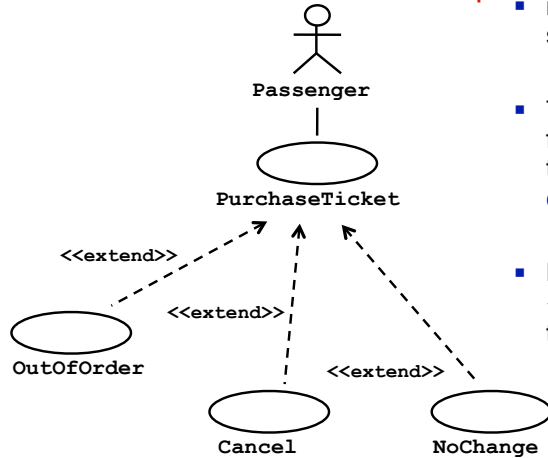 Passenger
PurchaseTicket
<<extend>>
<<extend>>
OutOfOrder
<<extend>>
Cancel
NoChange